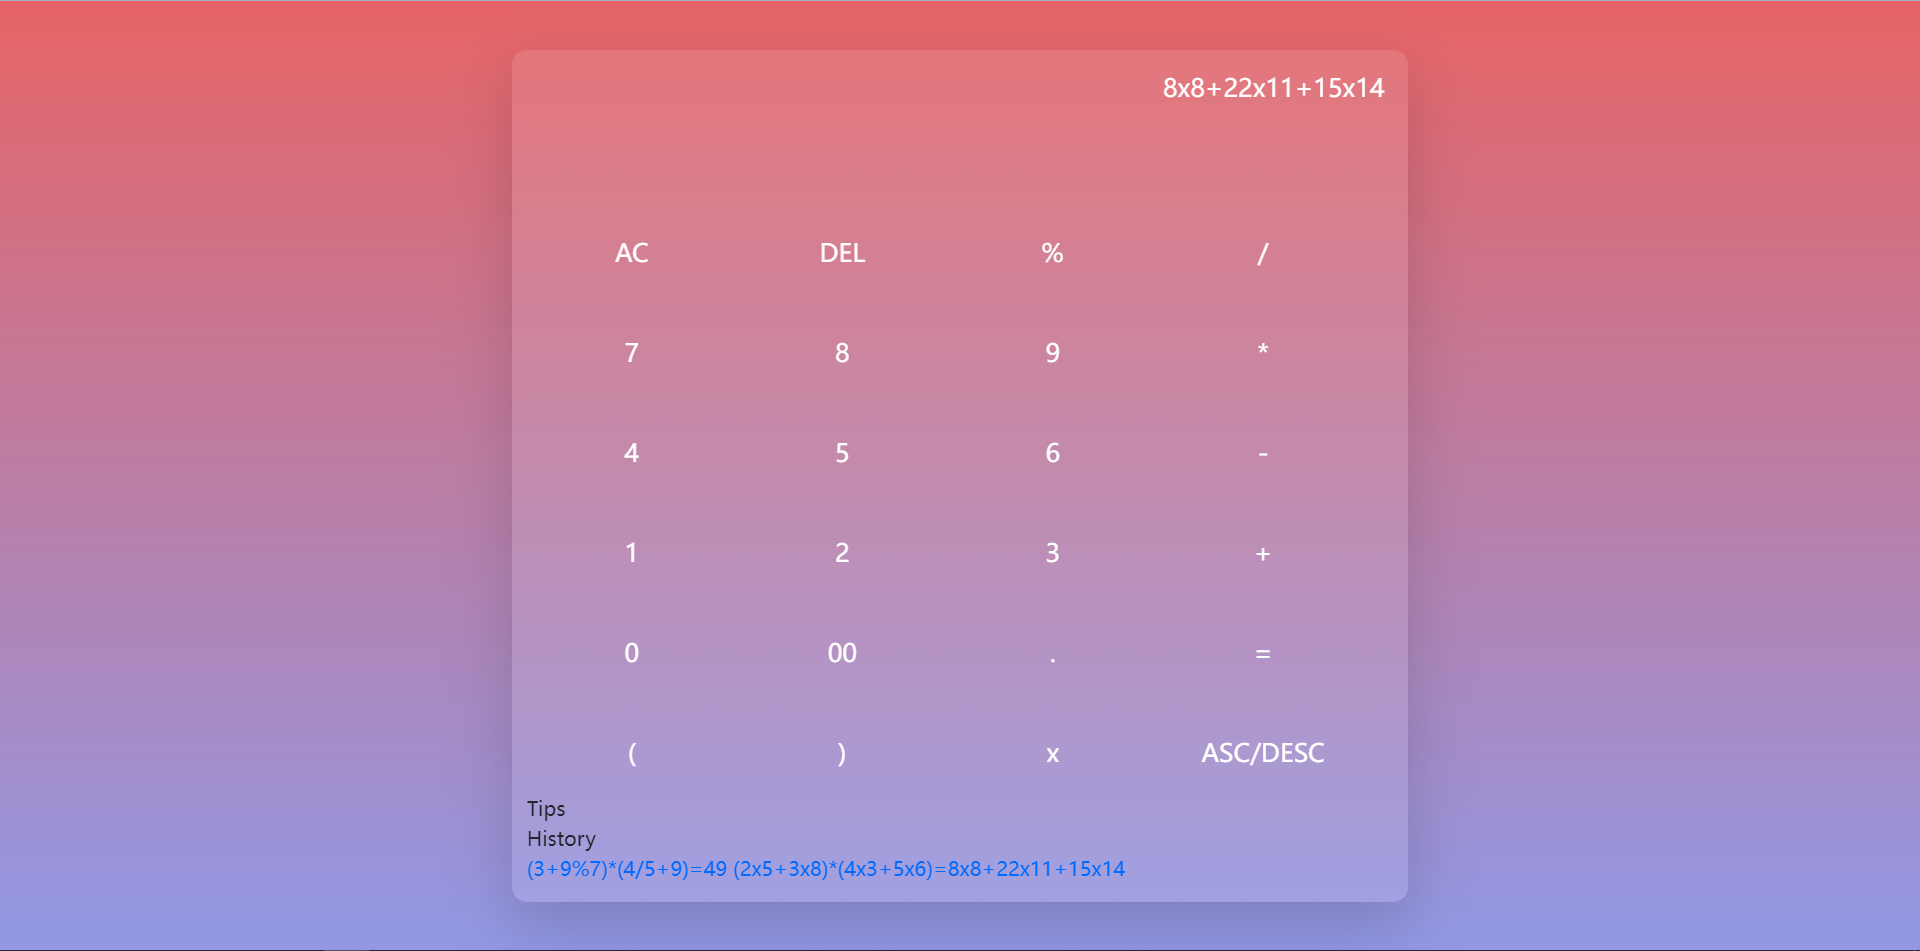 8x8+22x11+15x14
AC DEL % /
7 8 9 *
4 5 6 -
1 2 3 +
0 00 . =
( ) x ASC/DESC
Tips
History
(3+9%7)*(4/5+9)=49 (2x5+3x8)*(4x3+5x6)=8x8+22x11+15x14